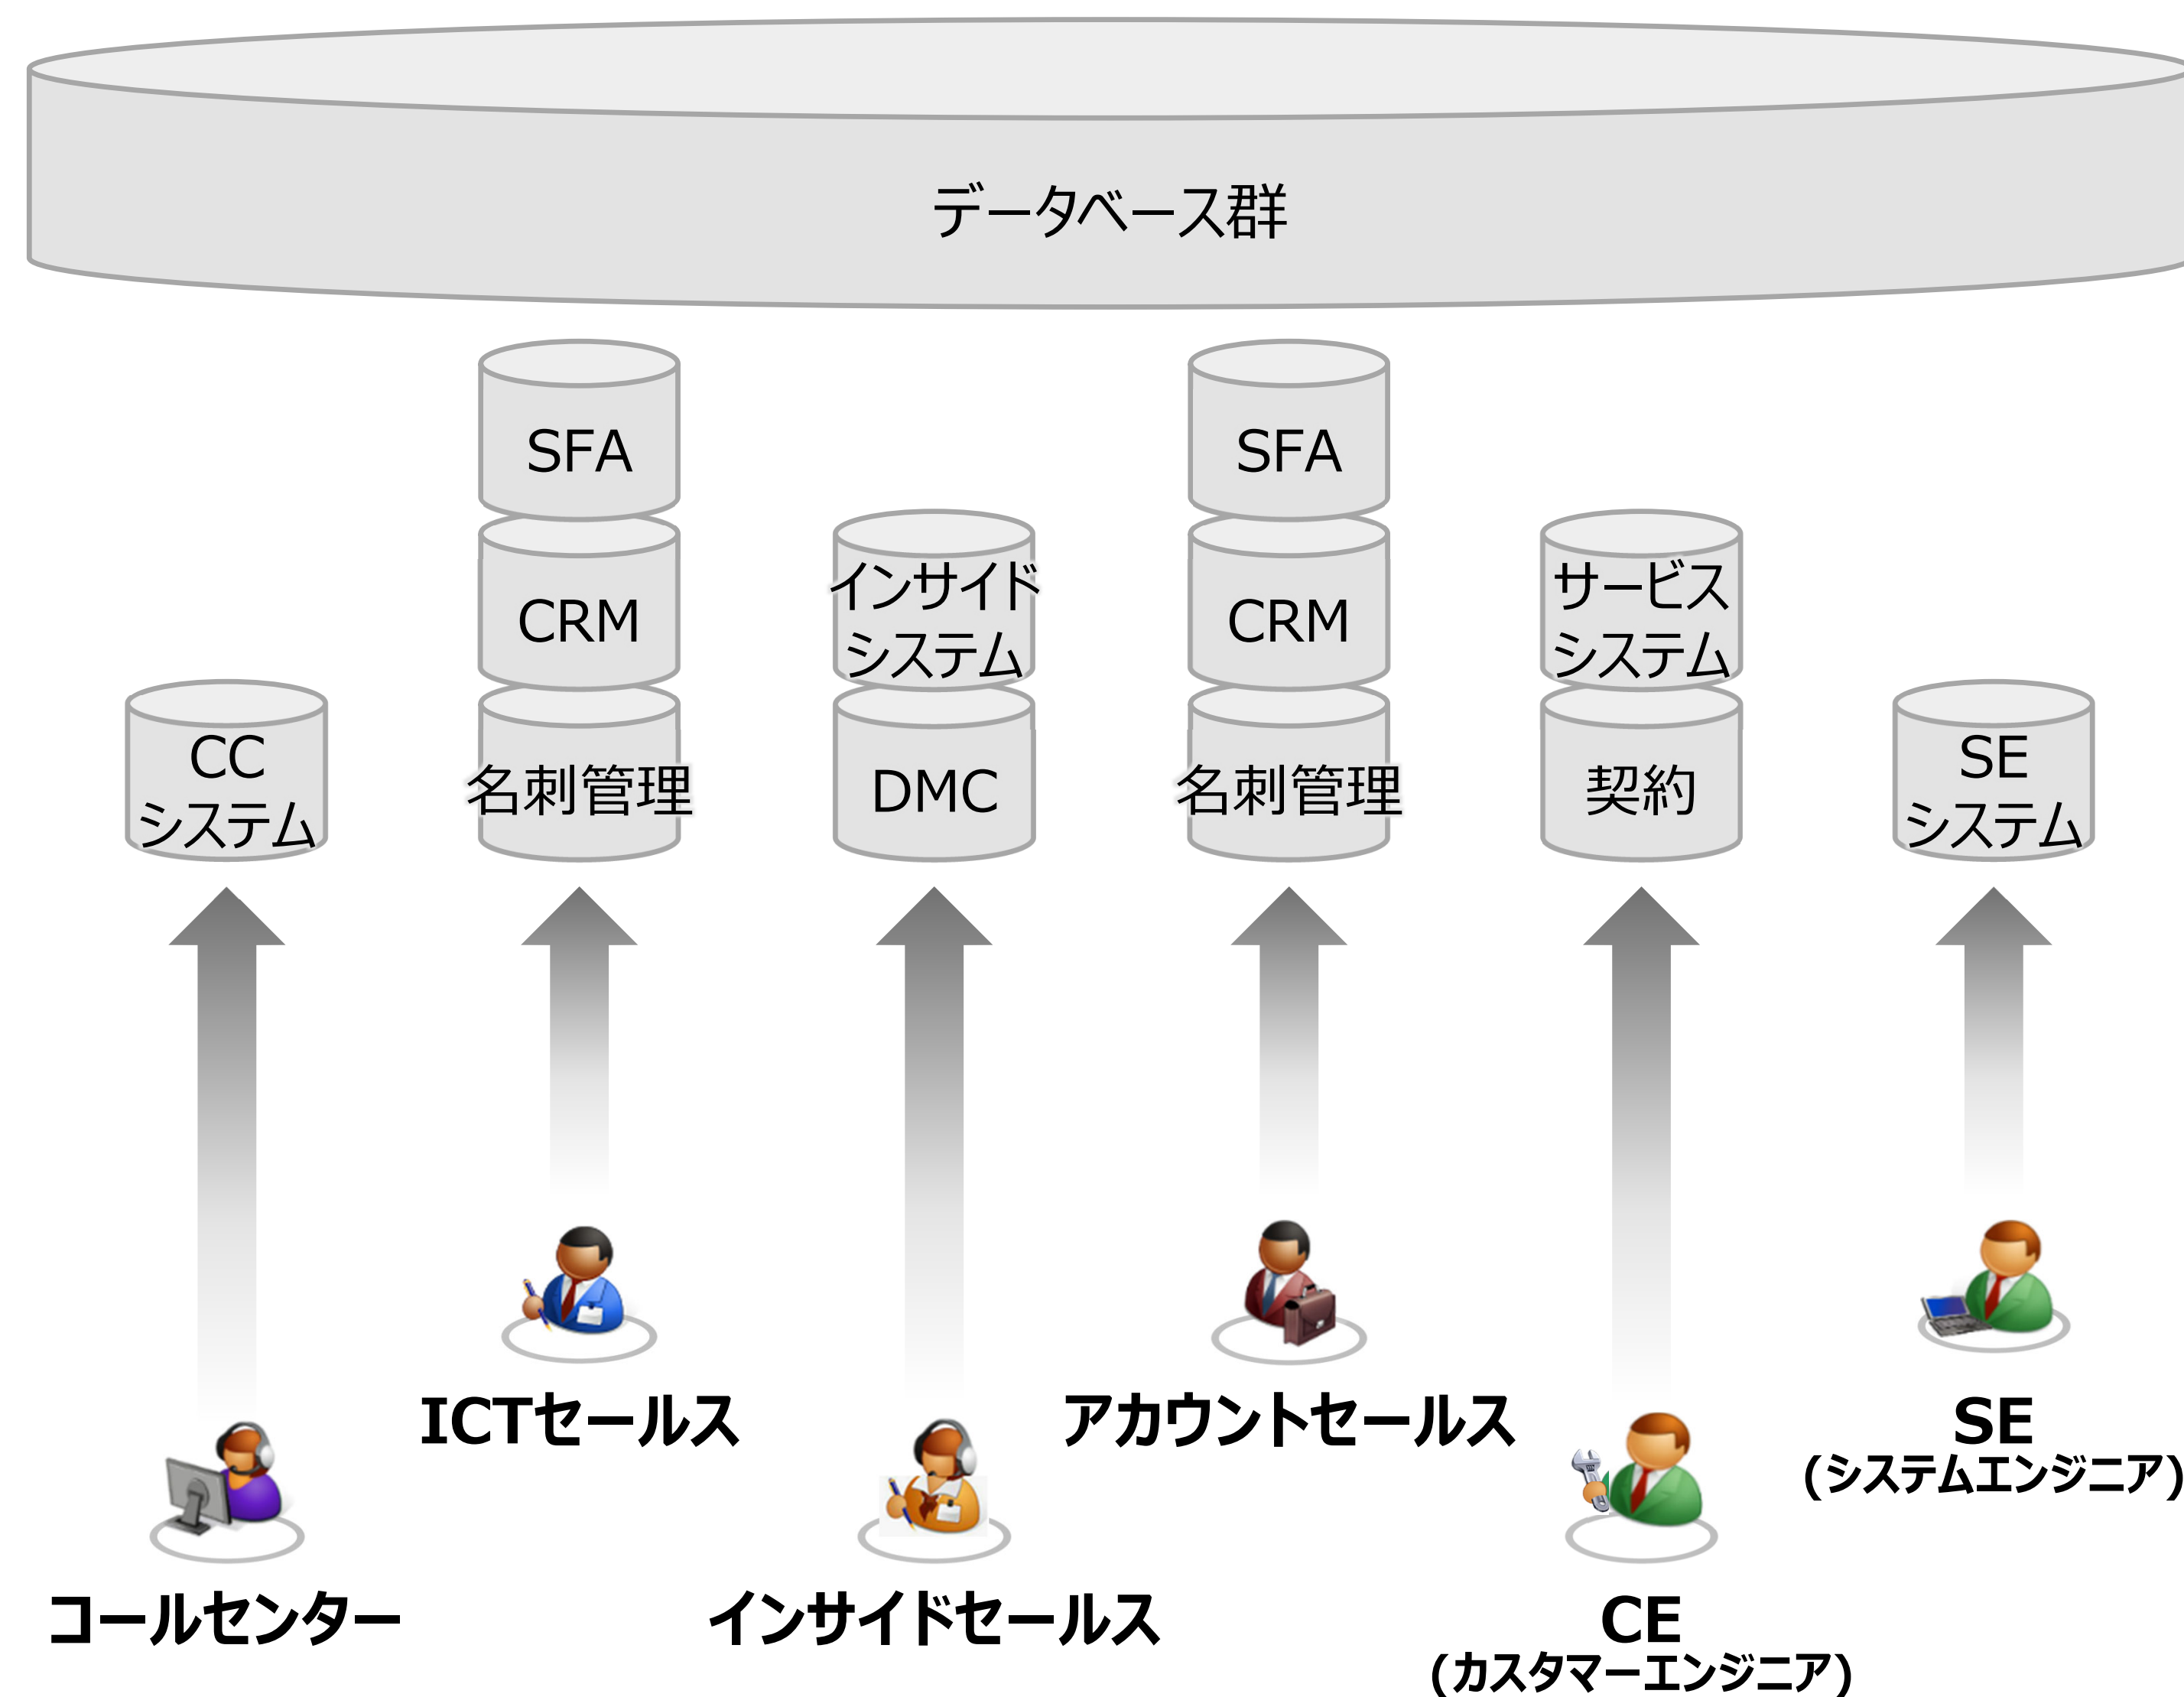 データベース群
SFA
SFA
CRM
インサイド
システム
CRM
サービス
システム
CC
システム
名刺管理
DMC
名刺管理
契約
SE
システム
ICTセールス
アカウントセールス
SE
(システムエンジニア)
コールセンター
インサイドセールス
CE
(カスタマーエンジニア)